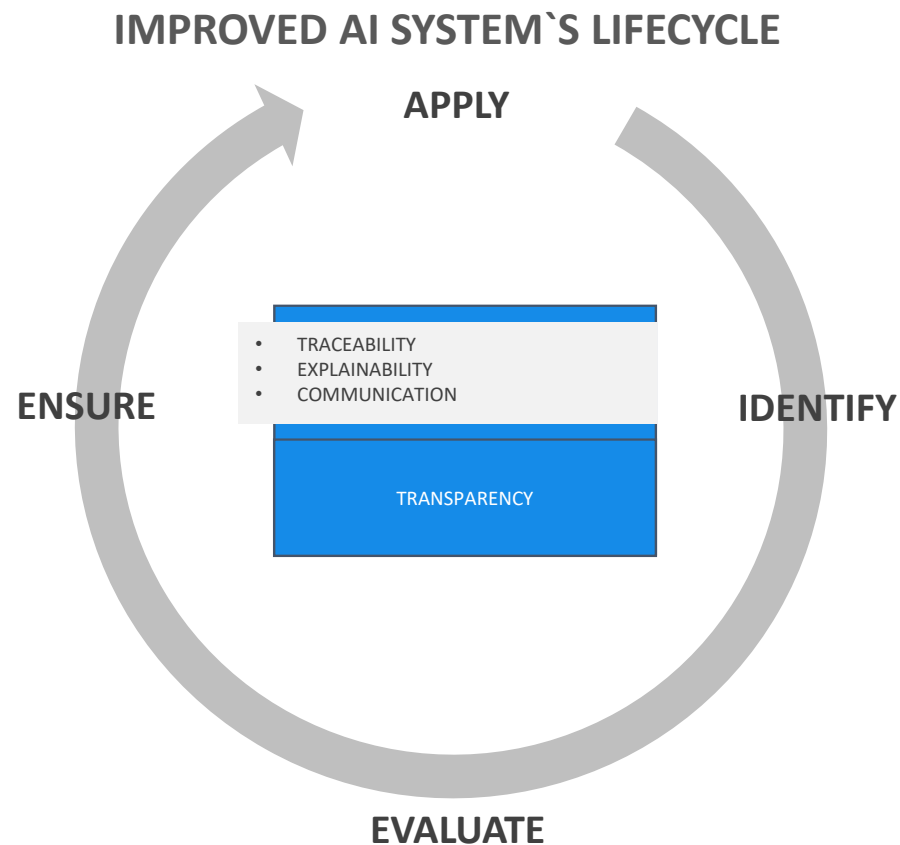 IMPROVED AI SYSTEM`S LIFECYCLE
APPLY
• TRACEABILITY
• EXPLAINABILITY
• COMMUNICATION
ENSURE
IDENTIFY
TRANSPARENCY
EVALUATE